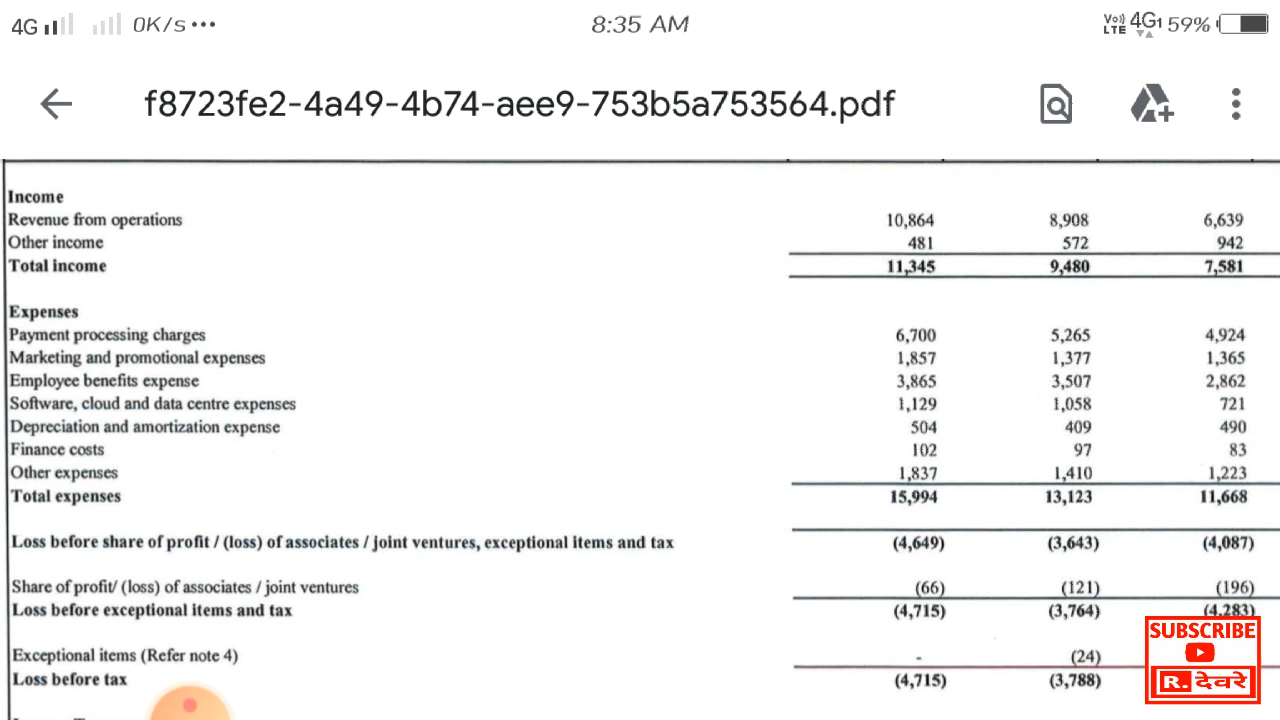 4G 0K/s ••• 8:35 AM Vo)) LTE 4G1 59%
f8723fe2-4a49-4b74-aee9-753b5a753564.pdf
Income
Revenue from operations 10,864 8,908 6,639
Other income 481 572 942
Total income 11,345 9,480 7,581
Expenses
Payment processing charges 6,700 5,265 4,924
Marketing and promotional expenses 1,857 1,377 1,365
Employee benefits expense 3,865 3,507 2,862
Software, cloud and data centre expenses 1,129 1,058 721
Depreciation and amortization expense 504 409 490
Finance costs 102 97 83
Other expenses 1,837 1,410 1,223
Total expenses 15,994 13,123 11,668
Loss before share of profit / (loss) of associates / joint ventures, exceptional items and tax (4,649) (3,643) (4,087)
Share of profit/ (loss) of associates / joint ventures (66) (121) (196)
Loss before exceptional items and tax (4,715) (3,764) (4,283)
Exceptional items (Refer note 4) - (24)
Loss before tax (4,715) (3,788)
SUBSCRIBE
R. देवरे